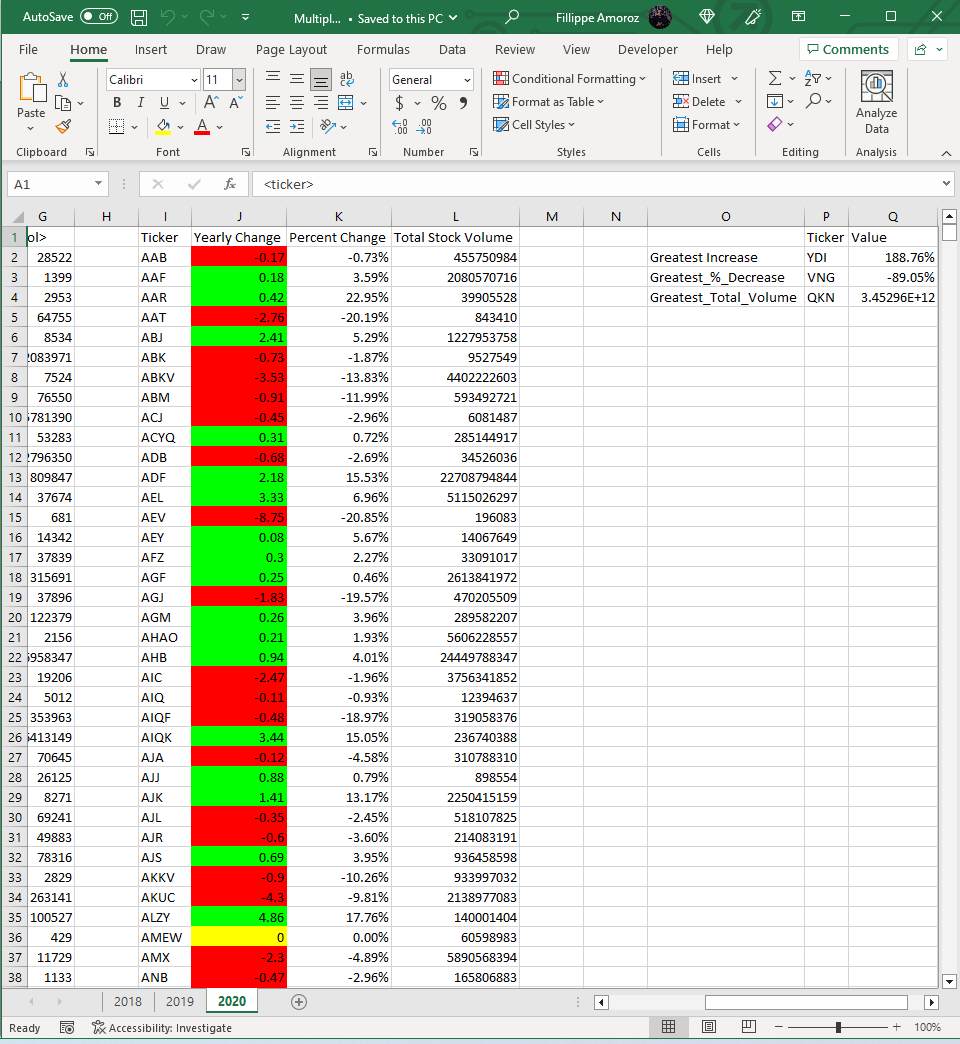 AutoSave Off Multipl... • Saved to this PC Fillippe Amoroz
File Home Insert Draw Page Layout Formulas Data Review View Developer Help Comments
Paste
Clipboard
Calibri 11
B I U A A
A
Font
ab
Alignment
General
$ % 9
.00 .00
Number
Conditional Formatting
Format as Table
Cell Styles
Styles
Insert
Delete
Format
Cells
Editing
Analyze
Data
Analysis
A1 fx <ticker>
G H I J K L M N O P Q
1 ol> Ticker Yearly Change Percent Change Total Stock Volume Ticker Value
2 28522 AAB -0.17 -0.73% 455750984 Greatest Increase YDI 188.76%
3 1399 AAF 0.18 3.59% 2080570716 Greatest_%_Decrease VNG -89.05%
4 2953 AAR 0.42 22.95% 39905528 Greatest_Total_Volume QKN 3.45296E+12
5 64755 AAT -2.76 -20.19% 843410
6 8534 ABJ 2.41 5.29% 1227953758
7 2083971 ABK -0.73 -1.87% 9527549
8 7524 ABKV -3.53 -13.83% 4402222603
9 76550 ABM -0.91 -11.99% 593492721
10 781390 ACJ -0.45 -2.96% 6081487
11 53283 ACYQ 0.31 0.72% 285144917
12 2796350 ADB -0.68 -2.69% 34526036
13 809847 ADF 2.18 15.53% 22708794844
14 37674 AEL 3.33 6.96% 5115026297
15 681 AEV -8.75 -20.85% 196083
16 14342 AEY 0.08 5.67% 14067649
17 37839 AFZ 0.3 2.27% 33091017
18 315691 AGF 0.25 0.46% 2613841972
19 37896 AGJ -1.83 -19.57% 470205509
20 122379 AGM 0.26 3.96% 289582207
21 2156 AHAO 0.21 1.93% 5606228557
22 958347 AHB 0.94 4.01% 24449788347
23 19206 AIC -2.47 -1.96% 3756341852
24 5012 AIQ -0.11 -0.93% 12394637
25 353963 AIQF -0.48 -18.97% 319058376
26 413149 AIQK 3.44 15.05% 236740388
27 70645 AJA -0.12 -4.58% 310788310
28 26125 AJJ 0.88 0.79% 898554
29 8271 AJK 1.41 13.17% 2250415159
30 69241 AJL -0.35 -2.45% 518107825
31 49883 AJR -0.6 -3.60% 214083191
32 78316 AJS 0.69 3.95% 936458598
33 2829 AKKV -0.9 -10.26% 933997032
34 263141 AKUC -4.3 -9.81% 2138977083
35 100527 ALZY 4.86 17.76% 140001404
36 429 AMEW 0 0.00% 60598983
37 11729 AMX -2.3 -4.89% 5890568394
38 1133 ANB -0.47 -2.96% 165806883
2018 2019 2020
Ready Accessibility: Investigate 100%